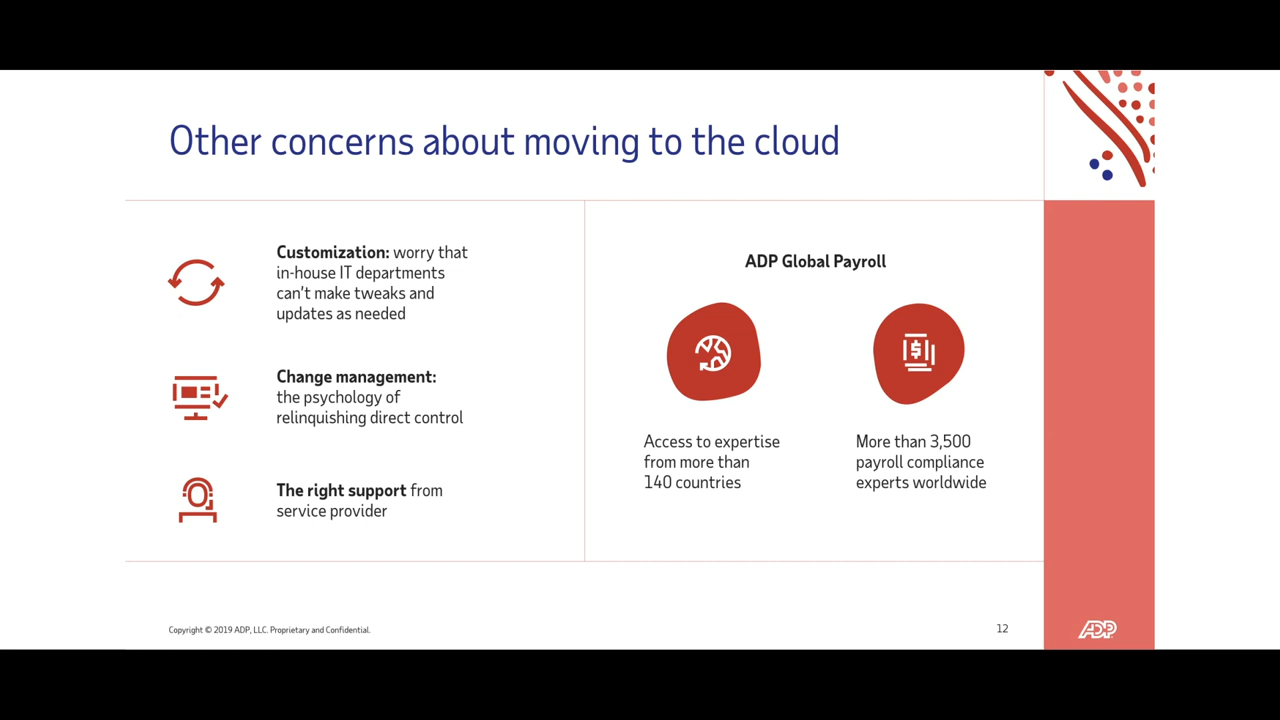 Other concerns about moving to the cloud
Customization: worry that
in-house IT departments
can't make tweaks and
updates as needed
Change management:
the psychology of
relinquishing direct control
The right support from
service provider
ADP Global Payroll
$
Access to expertise
from more than
140 countries
More than 3,500
payroll compliance
experts worldwide
Copyright © 2019 ADP, LLC. Proprietary and Confidential.
12
ADP